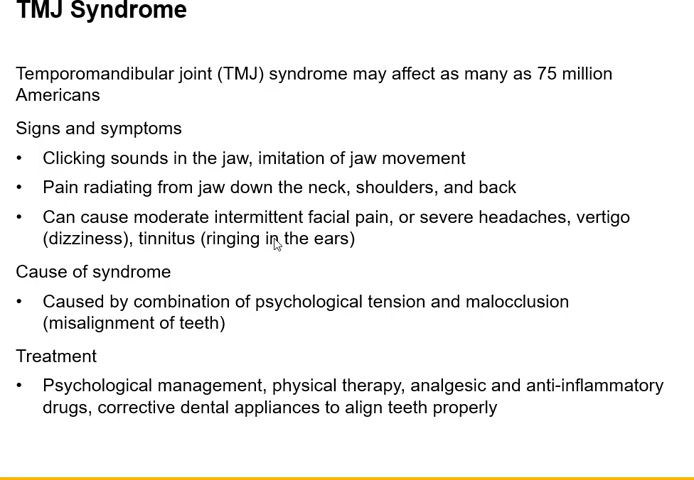 TMJ Syndrome
Temporomandibular joint (TMJ) syndrome may affect as many as 75 million
Americans
Signs and symptoms
• Clicking sounds in the jaw, imitation of jaw movement
• Pain radiating from jaw down the neck, shoulders, and back
• Can cause moderate intermittent facial pain, or severe headaches, vertigo
(dizziness), tinnitus (ringing in the ears)
Cause of syndrome
• Caused by combination of psychological tension and malocclusion
(misalignment of teeth)
Treatment
• Psychological management, physical therapy, analgesic and anti-inflammatory
drugs, corrective dental appliances to align teeth properly